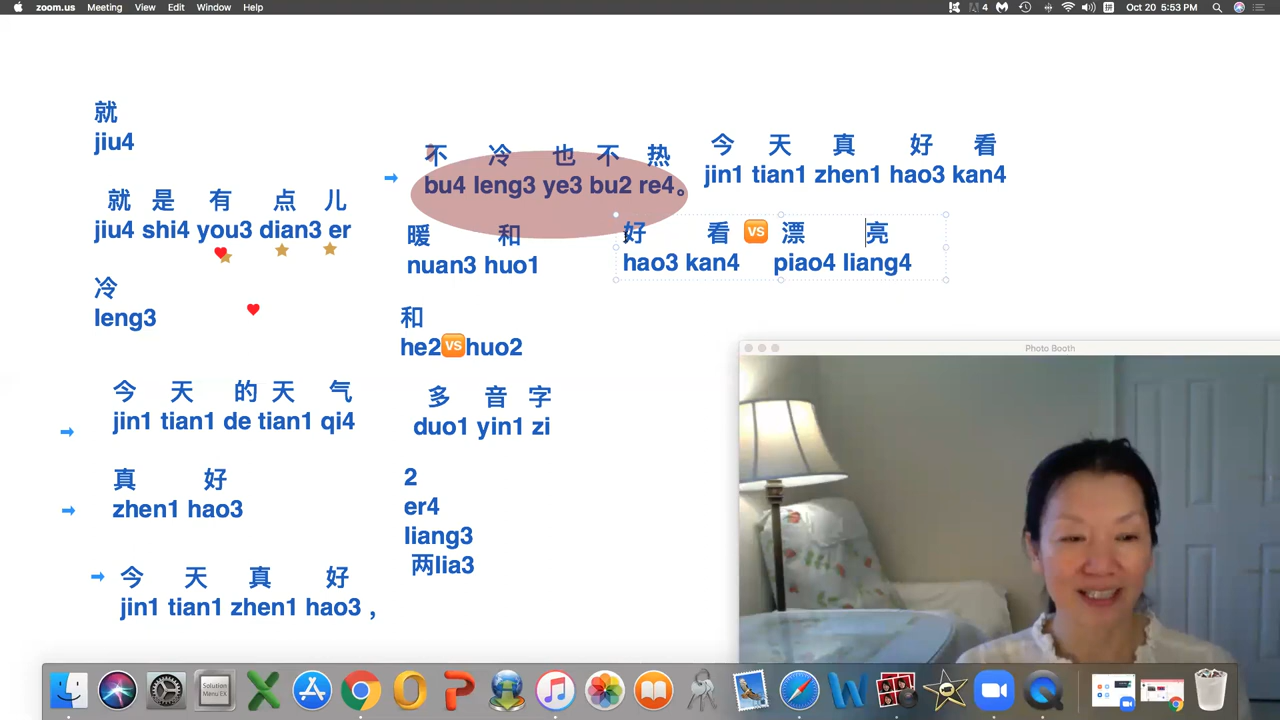 zoom.us Meeting View Edit Window Help
4
拼
Oct 20 5:53 PM
就
jiu4
就 是 有 点 儿
jiu4 shi4 you3 dian3 er
冷
leng3
今 天 的 天 气
jin1 tian1 de tian1 qi4
真 好
zhen1 hao3
今 天 真 好
jin1 tian1 zhen1 hao3 ,
不 冷 也 不 热
bu4 leng3 ye3 bu2 re4。
暖 和
nuan3 huo1
和
he2 VS huo2
多 音 字
duo1 yin1 zi
2
er4
liang3
两lia3
今 天 真 好 看
jin1 tian1 zhen1 hao3 kan4
好 看 VS 漂 亮
hao3 kan4 piao4 liang4
Photo Booth
Solution
Menu EX